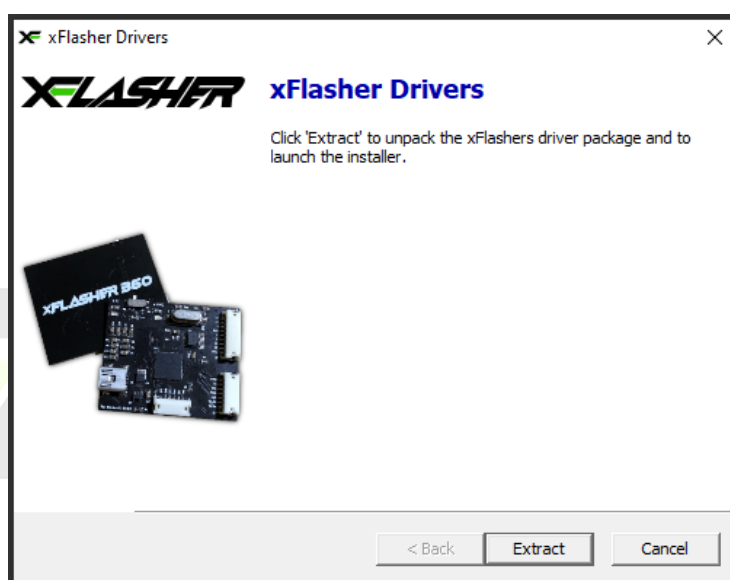 xFlasher Drivers
XFLASHER
xFlasher Drivers
Click 'Extract' to unpack the xFlashers driver package and to
launch the installer.
XFLASHER 360
< Back
Extract
Cancel